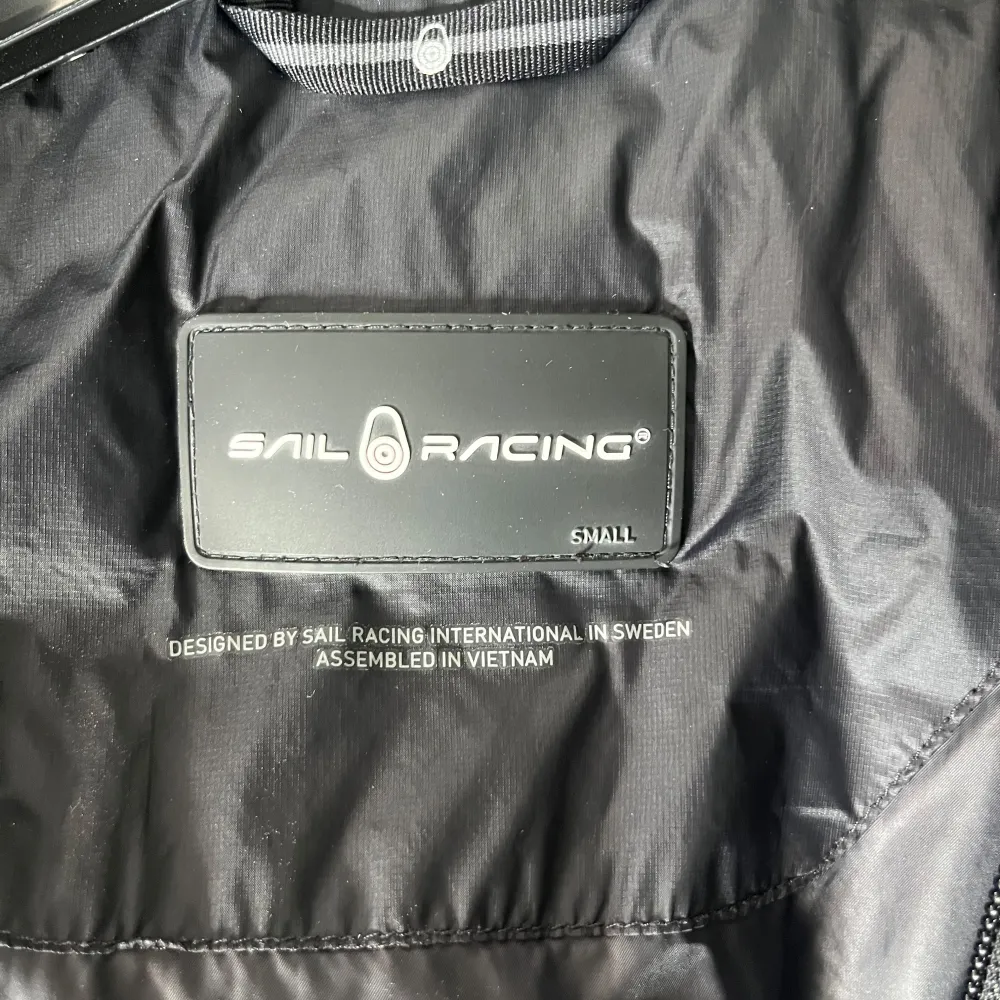 SAIL RACING®
SMALL
DESIGNED BY SAIL RACING INTERNATIONAL IN SWEDEN
ASSEMBLED IN VIETNAM